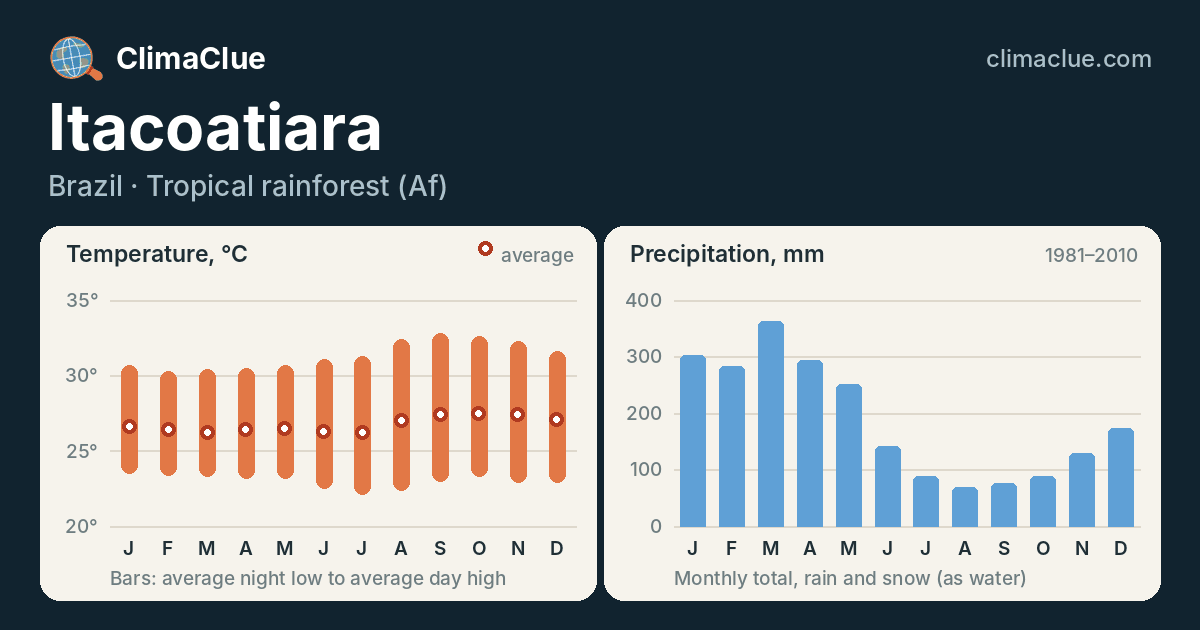 ClimaClue
climaclue.com
Itacoatiara
Brazil · Tropical rainforest (Af)
Temperature, °C
average
35°
30°
25°
20°
J F M A M J J A S O N D
Bars: average night low to average day high
Precipitation, mm
1981–2010
400
300
200
100
0
J F M A M J J A S O N D
Monthly total, rain and snow (as water)